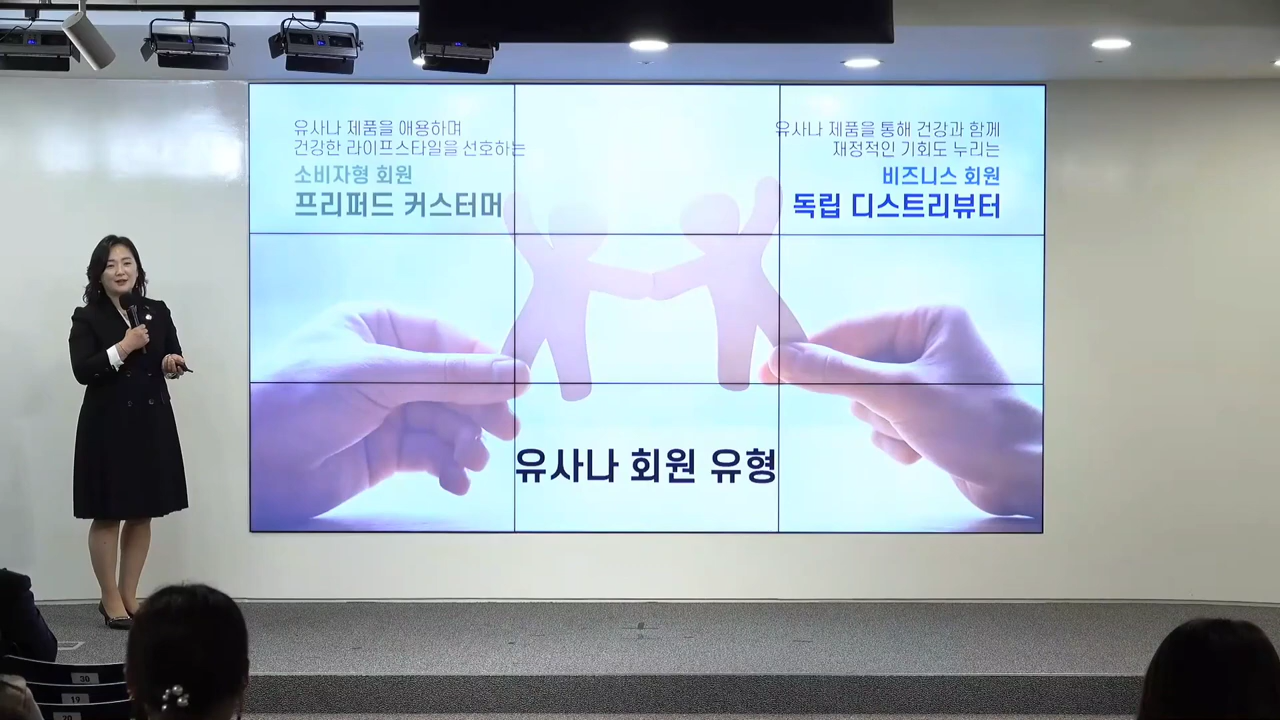 유사나 제품을 애용하며
건강한 라이프스타일을 선호하는
소비자형 회원
프리퍼드 커스터머
유사나 제품을 통해 건강과 함께
재정적인 기회도 누리는
비즈니스 회원
독립 디스트리뷰터
유사나 회원 유형
30
19
20